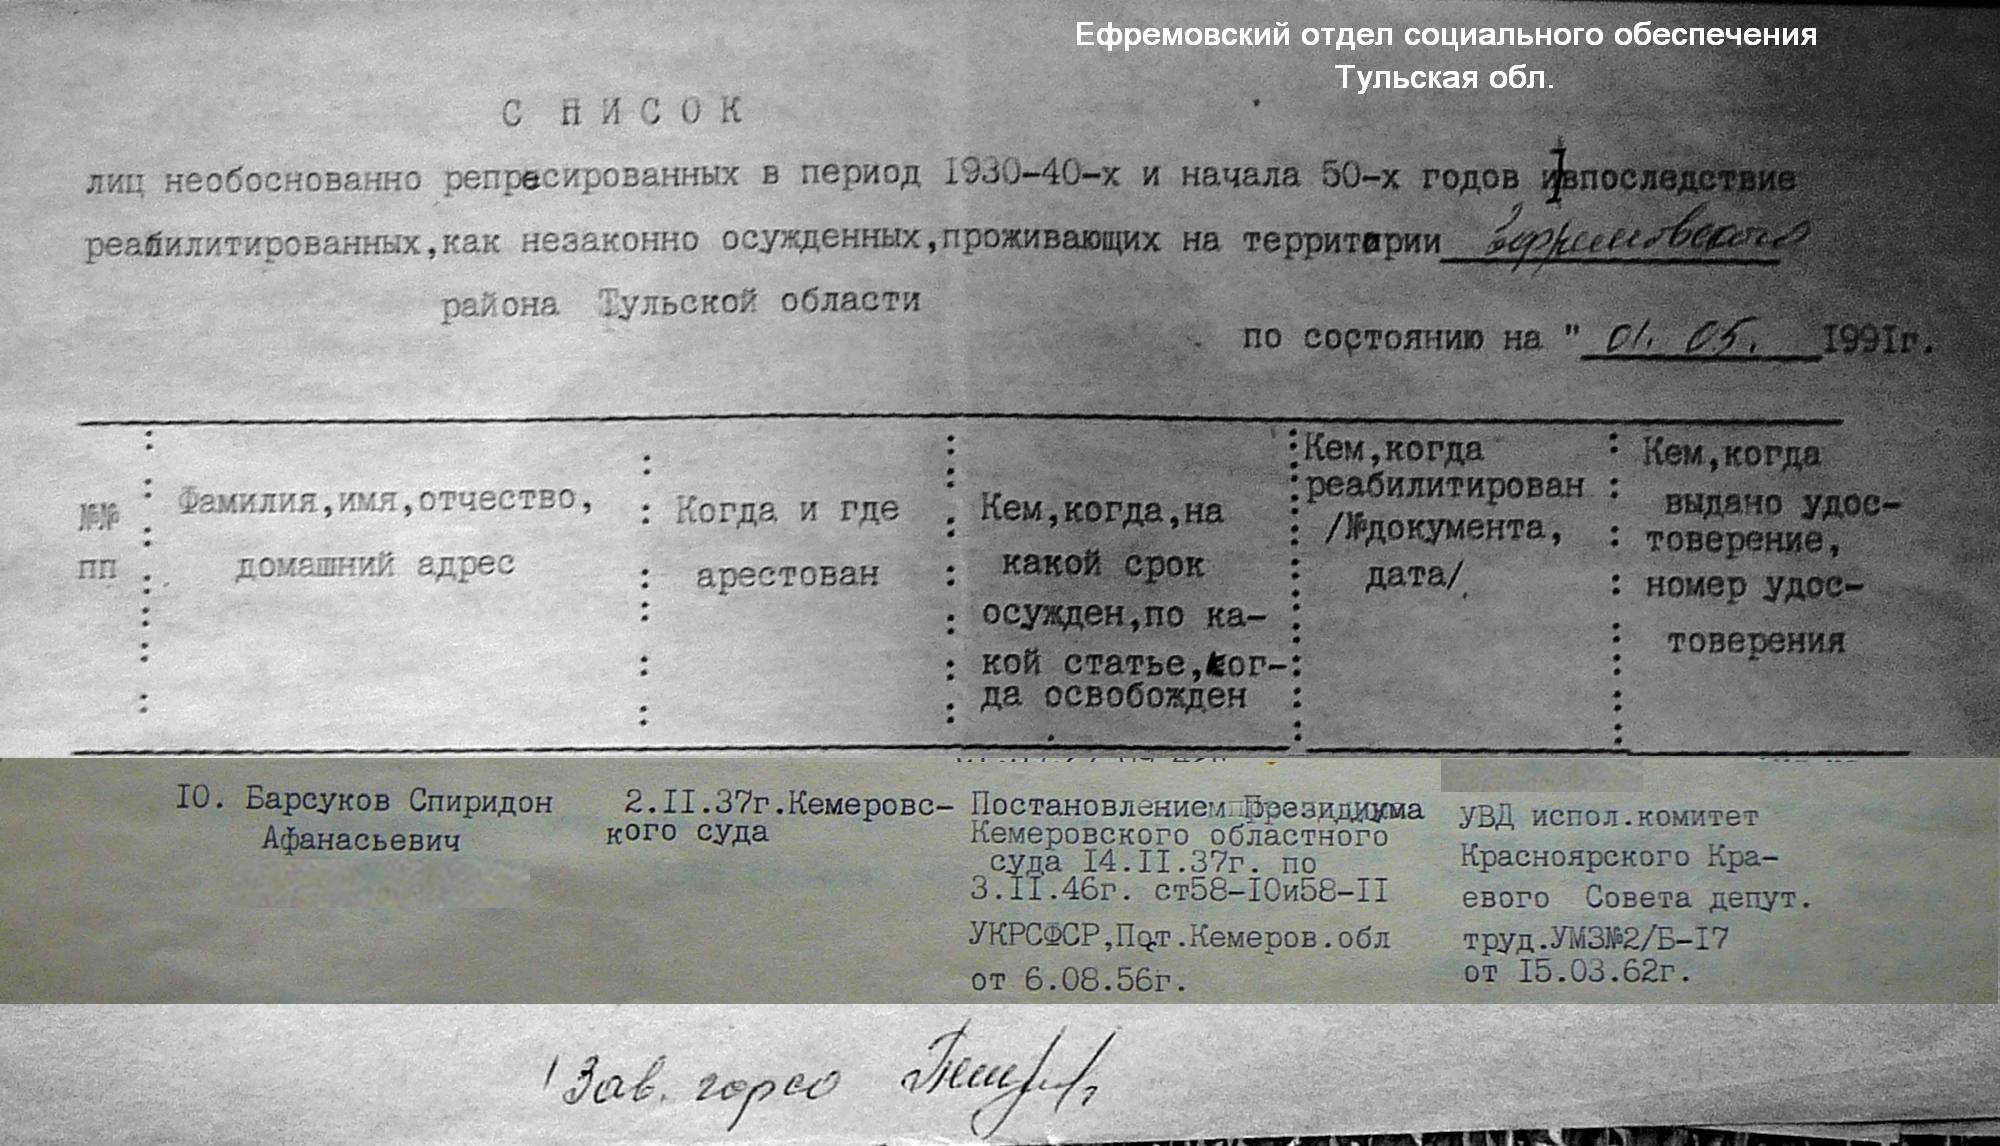 Ефремовский отдел социального обеспечения
Тульская обл.
С П И С О К
лиц необоснованно репресированных в период 1930-40-х и начала 50-х годов и впоследствие
реабилитированных,как незаконно осужденных,проживающих на территории Ефремовского
района Тульской области
по состоянию на " 01. 05. 1991г.
№№
пп
Фамилия,имя,отчество,
домашний адрес
Когда и где
арестован
Кем,когда,на
какой срок
осужден,по ка-
кой статье,ког-
да освобожден
Кем,когда
реабилитирован
/№документа,
дата/
Кем,когда
выдано удос-
товерение,
номер удос-
товерения
10. Барсуков Спиридон
Афанасьевич
2.11.37г.Кемеровс-
кого суда
Постановлением Президиума
Кемеровского областного
суда 14.11.37г. по
3.11.46г. ст58-10и58-11
УКРСФСР,Пост.Кемеров.обл
от 6.08.56г.
УВД испол.комитет
Красноярского Кра-
евого Совета депут.
труд.УМЗ№2/Б-17
от 15.03.62г.
Зав. горсо